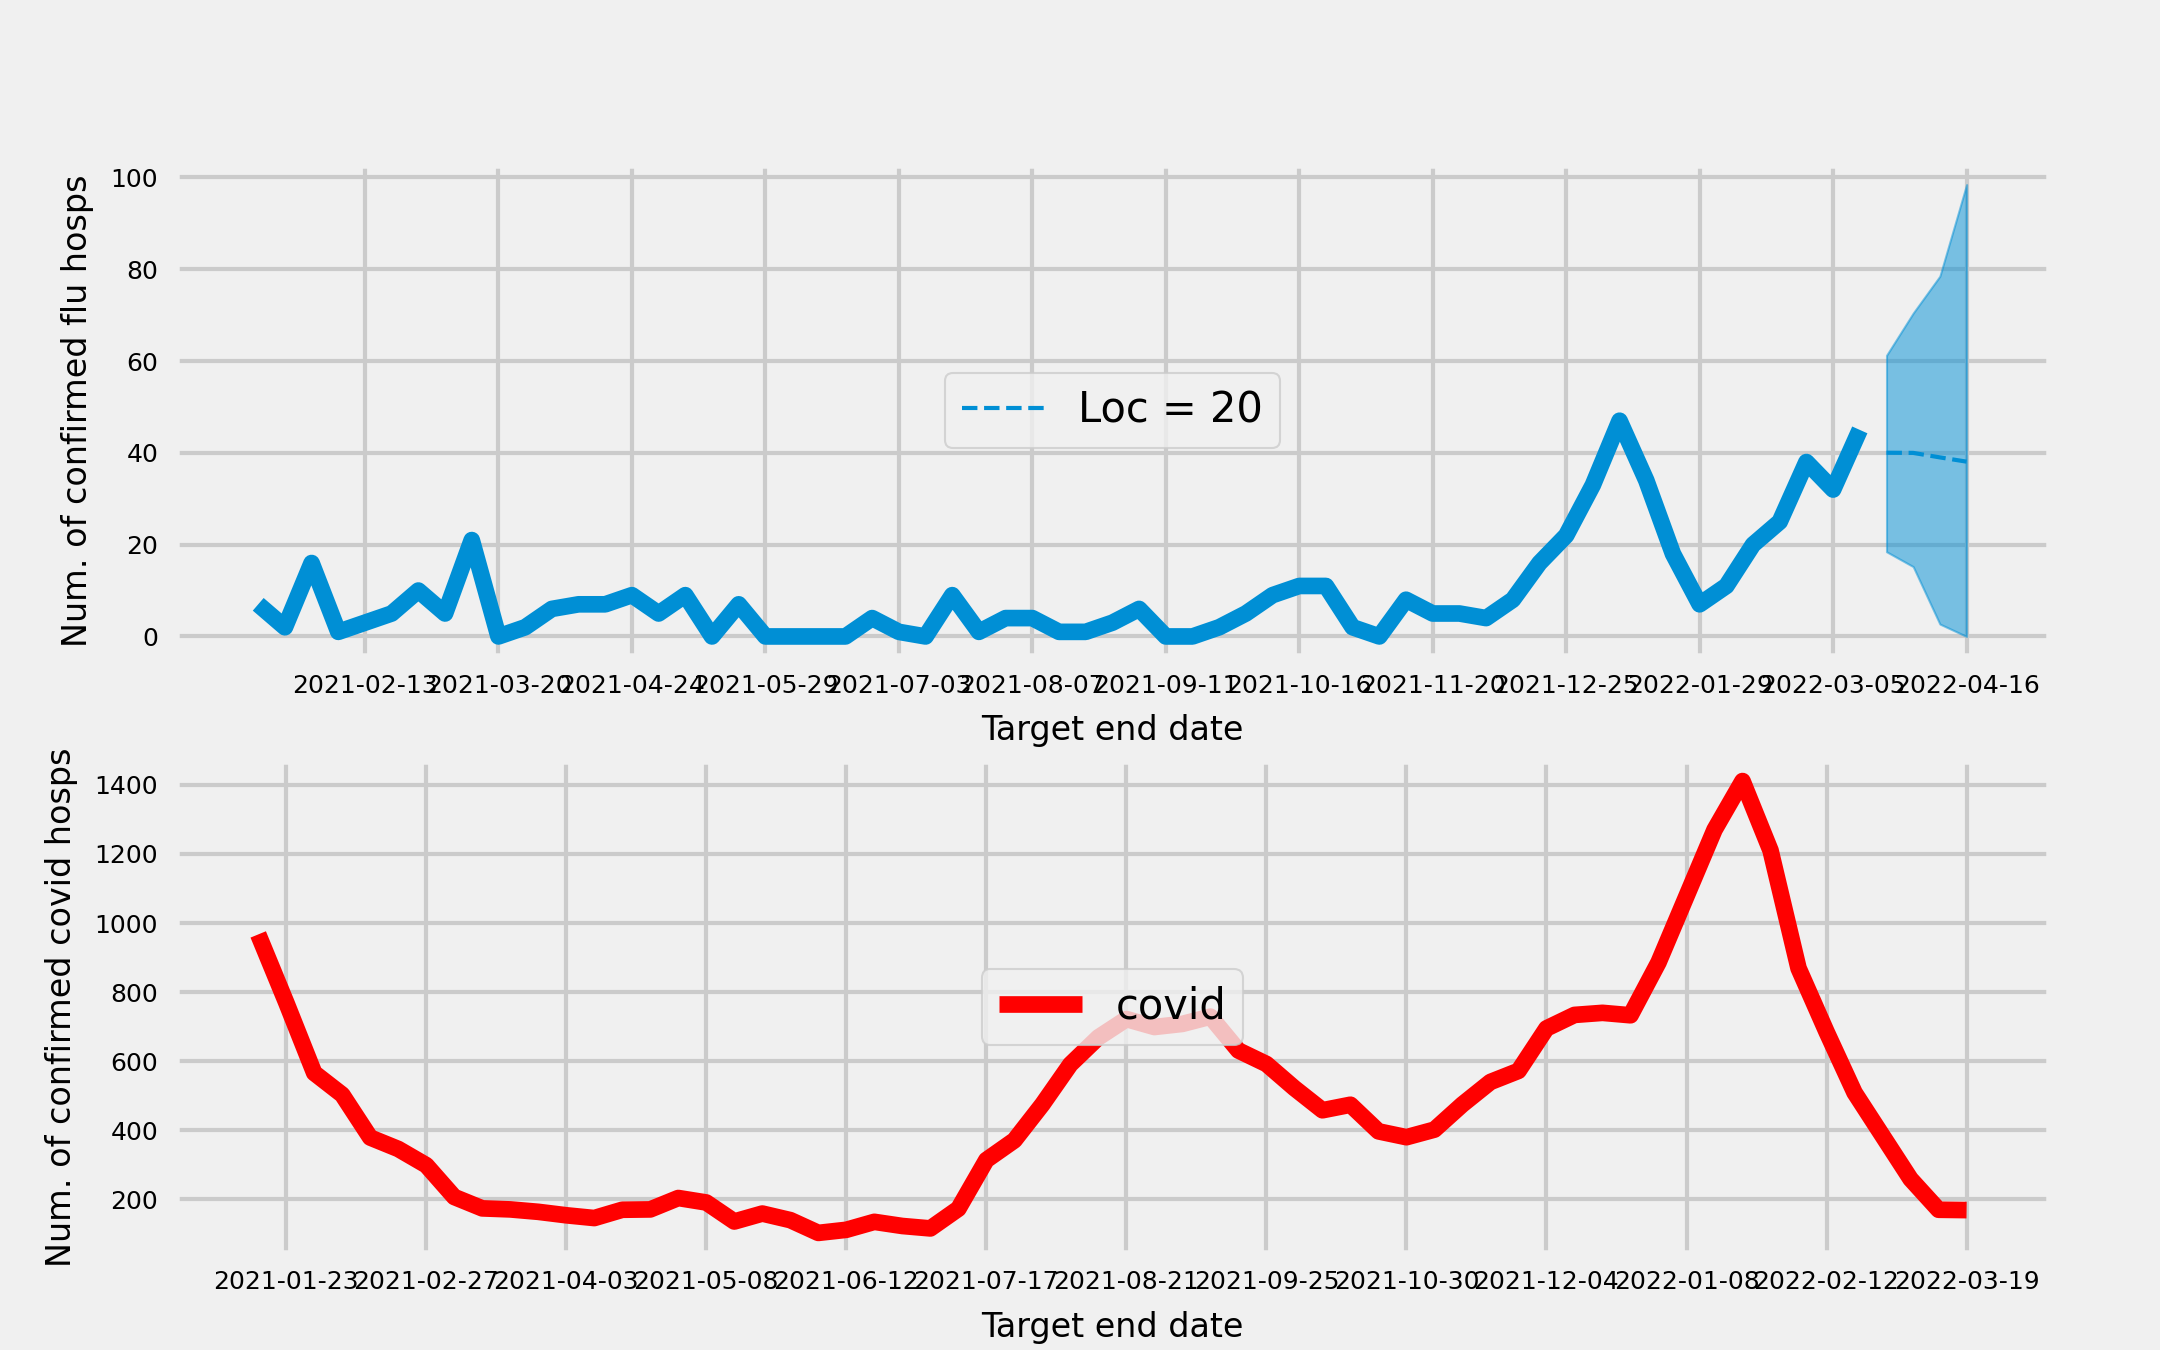 Num. of confirmed flu hosps
100
80
60
40
20
0
Loc = 20
2021-02-13 2021-03-20 2021-04-24 2021-05-29 2021-07-03 2021-08-07 2021-09-11 2021-10-16 2021-11-20 2021-12-25 2022-01-29 2022-03-05 2022-04-16
Target end date
Num. of confirmed covid hosps
1400
1200
1000
800
600
400
200
covid
2021-01-23 2021-02-27 2021-04-03 2021-05-08 2021-06-12 2021-07-17 2021-08-21 2021-09-25 2021-10-30 2021-12-04 2022-01-08 2022-02-12 2022-03-19
Target end date